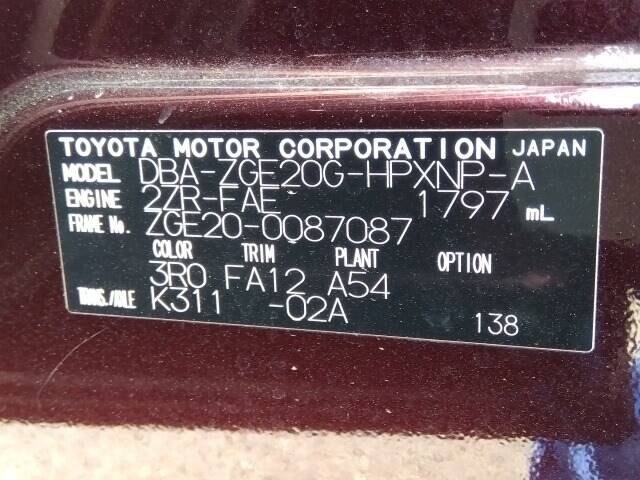 TOYOTA MOTOR CORPORATION JAPAN
MODEL DBA-ZGE20G-HPXNP-A
ENGINE 2ZR-FAE 1797 mL
FRAME No. ZGE20-0087087
COLOR TRIM PLANT OPTION
3R0 FA12 A54
TRANS./AXLE K311 -02A 138